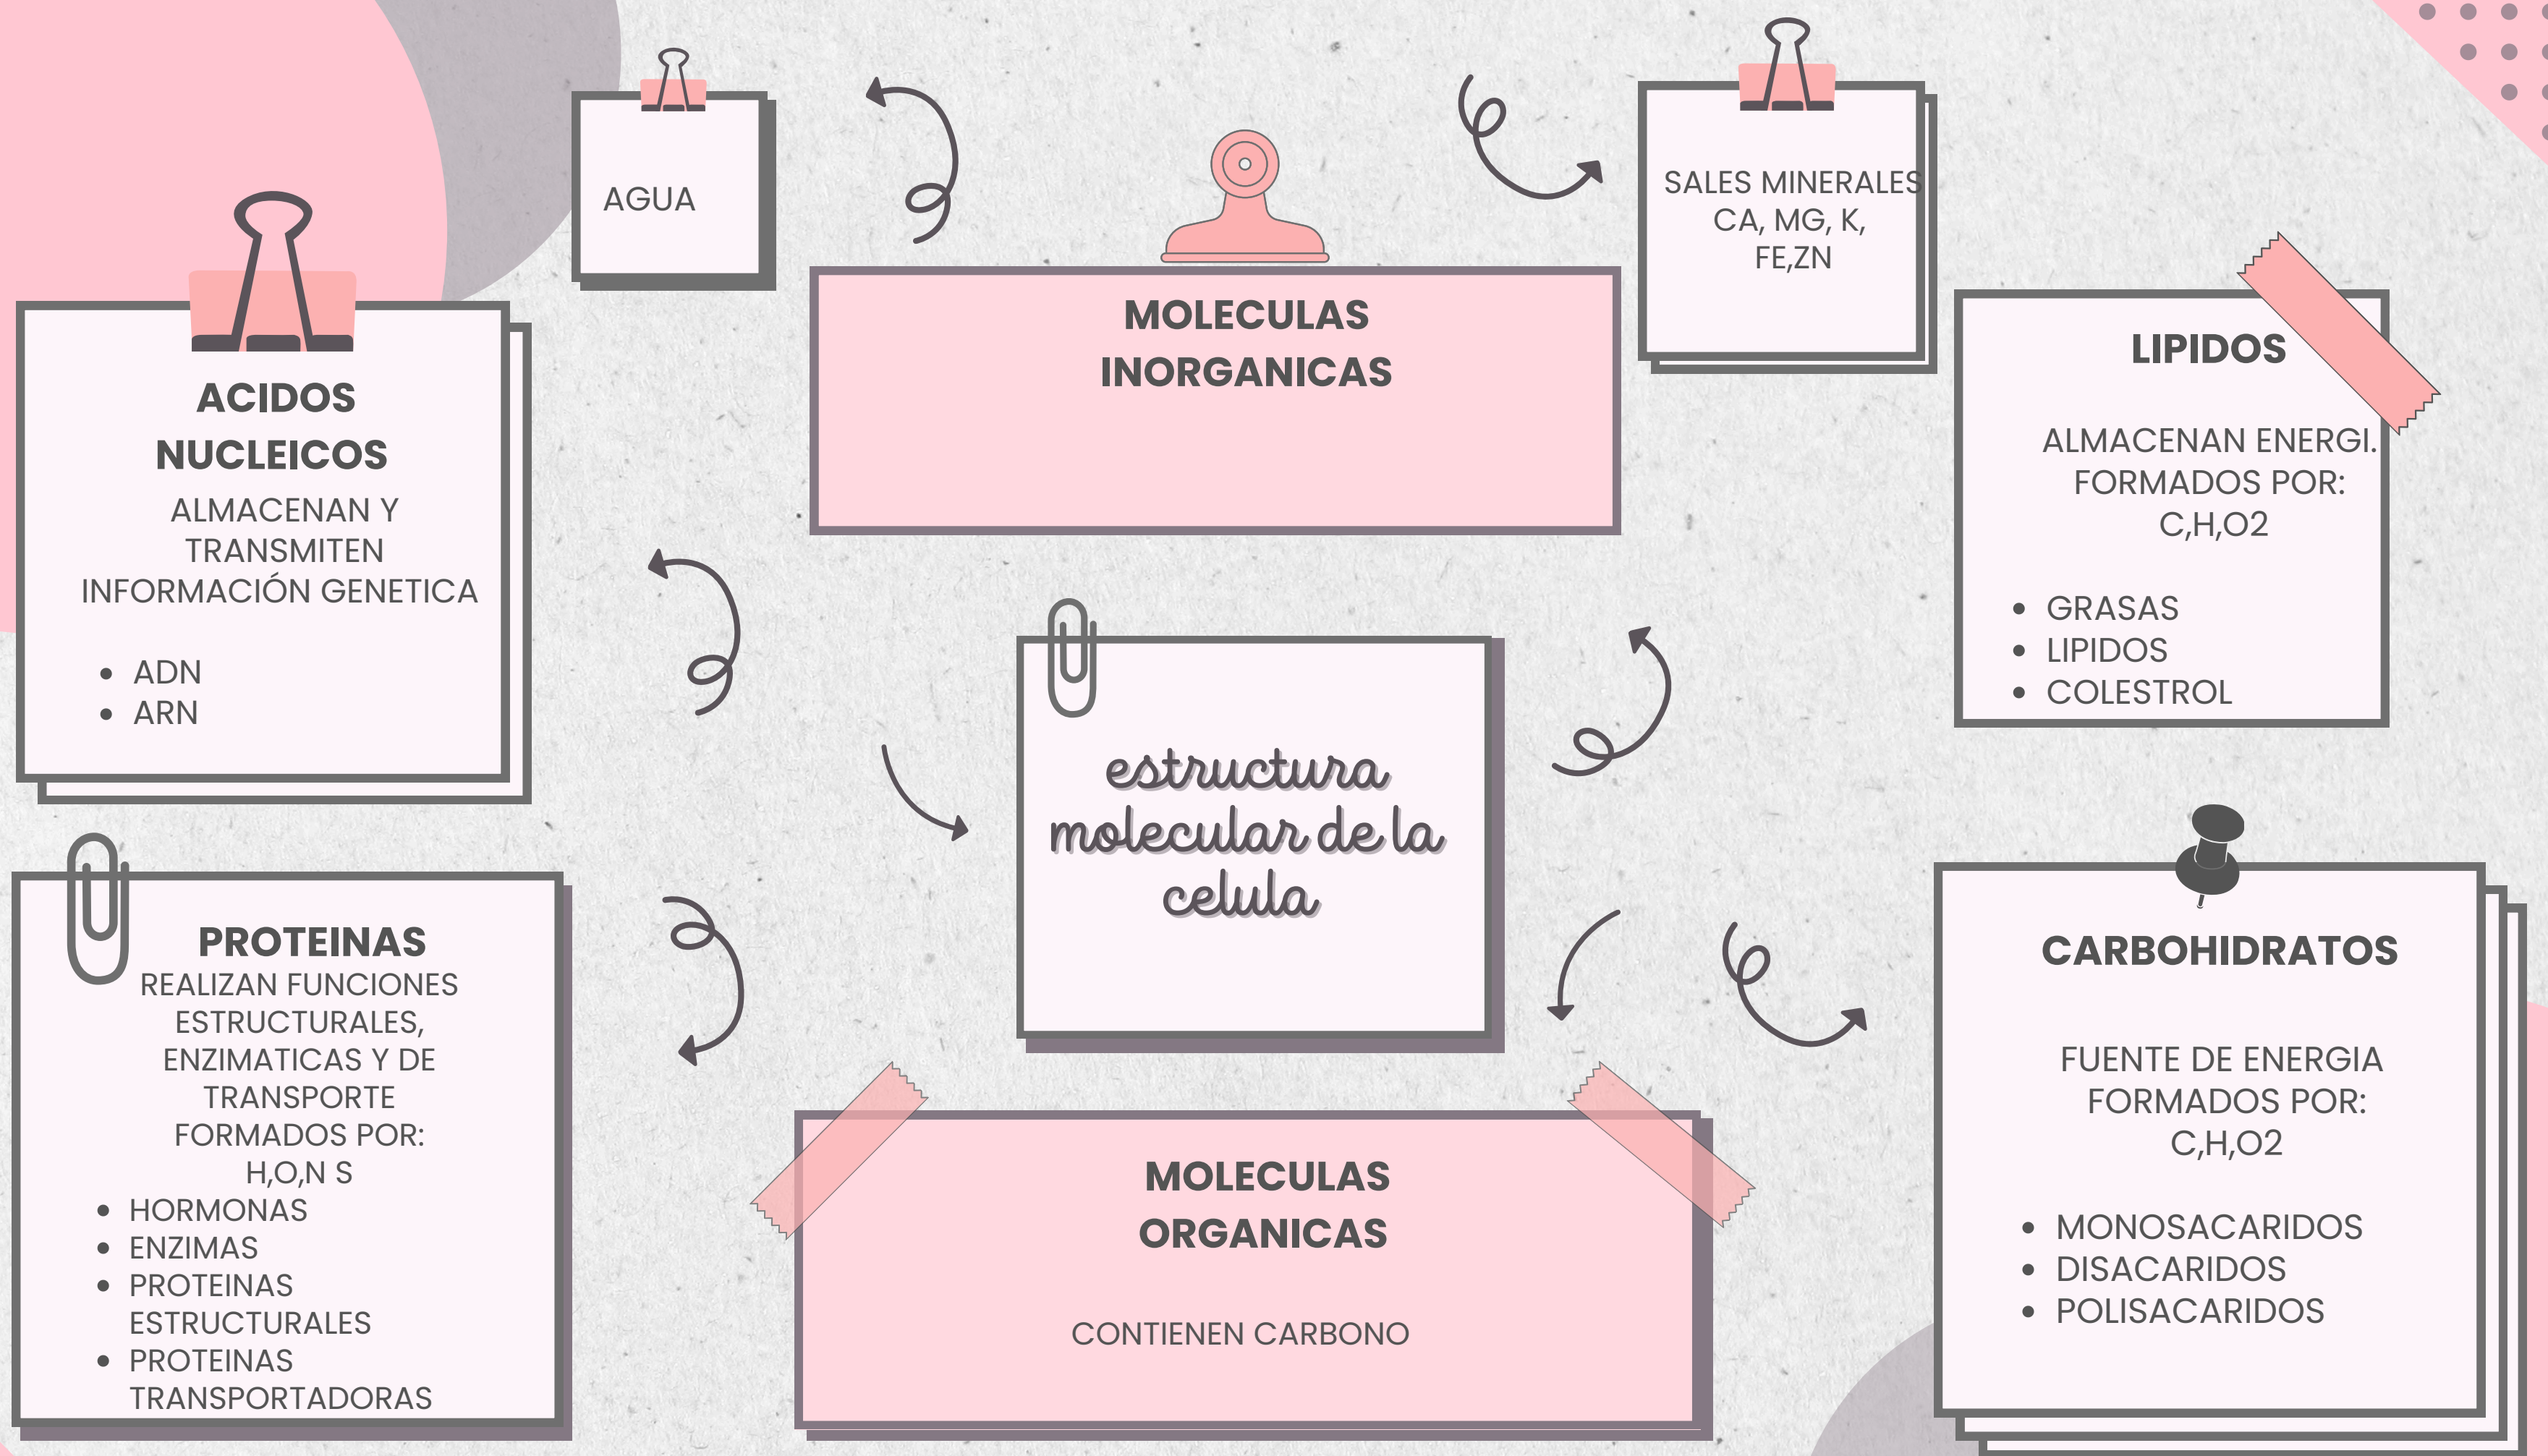 AGUA
SALES MINERALES
CA, MG, K,
FE,ZN
MOLECULAS
INORGANICAS
ACIDOS
NUCLEICOS
ALMACENAN Y
TRANSMITEN
INFORMACIÓN GENETICA
• ADN
• ARN
LIPIDOS
ALMACENAN ENERGI.
FORMADOS POR:
C,H,O2
• GRASAS
• LIPIDOS
• COLESTROL
estructura
molecular de la
celula
PROTEINAS
REALIZAN FUNCIONES
ESTRUCTURALES,
ENZIMATICAS Y DE
TRANSPORTE
FORMADOS POR:
H,O,N S
• HORMONAS
• ENZIMAS
• PROTEINAS
ESTRUCTURALES
• PROTEINAS
TRANSPORTADORAS
MOLECULAS
ORGANICAS
CONTIENEN CARBONO
CARBOHIDRATOS
FUENTE DE ENERGIA
FORMADOS POR:
C,H,O2
• MONOSACARIDOS
• DISACARIDOS
• POLISACARIDOS